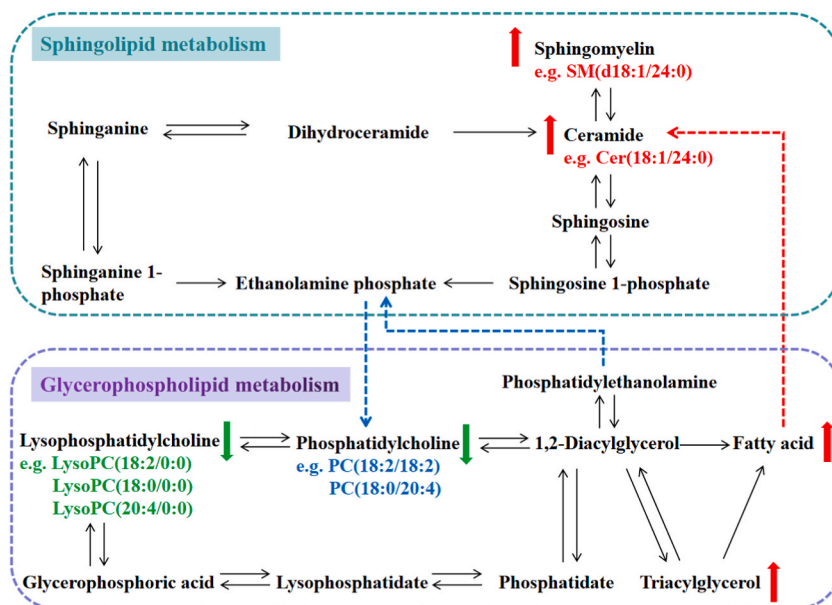 Sphingolipid metabolism
Sphingomyelin
e.g. SM(d18:1/24:0)
Sphinganine
Dihydroceramide
Ceramide
e.g. Cer(18:1/24:0)
Sphingosine
Sphinganine 1-
phosphate
Ethanolamine phosphate
Sphingosine 1-phosphate
Glycerophospholipid metabolism
Phosphatidylethanolamine
Lysophosphatidylcholine
e.g. LysoPC(18:2/0:0)
LysoPC(18:0/0:0)
LysoPC(20:4/0:0)
Phosphatidylcholine
e.g. PC(18:2/18:2)
PC(18:0/20:4)
1,2-Diacylglycerol
Fatty acid
Glycerophosphoric acid
Lysophosphatidate
Phosphatidate
Triacylglycerol